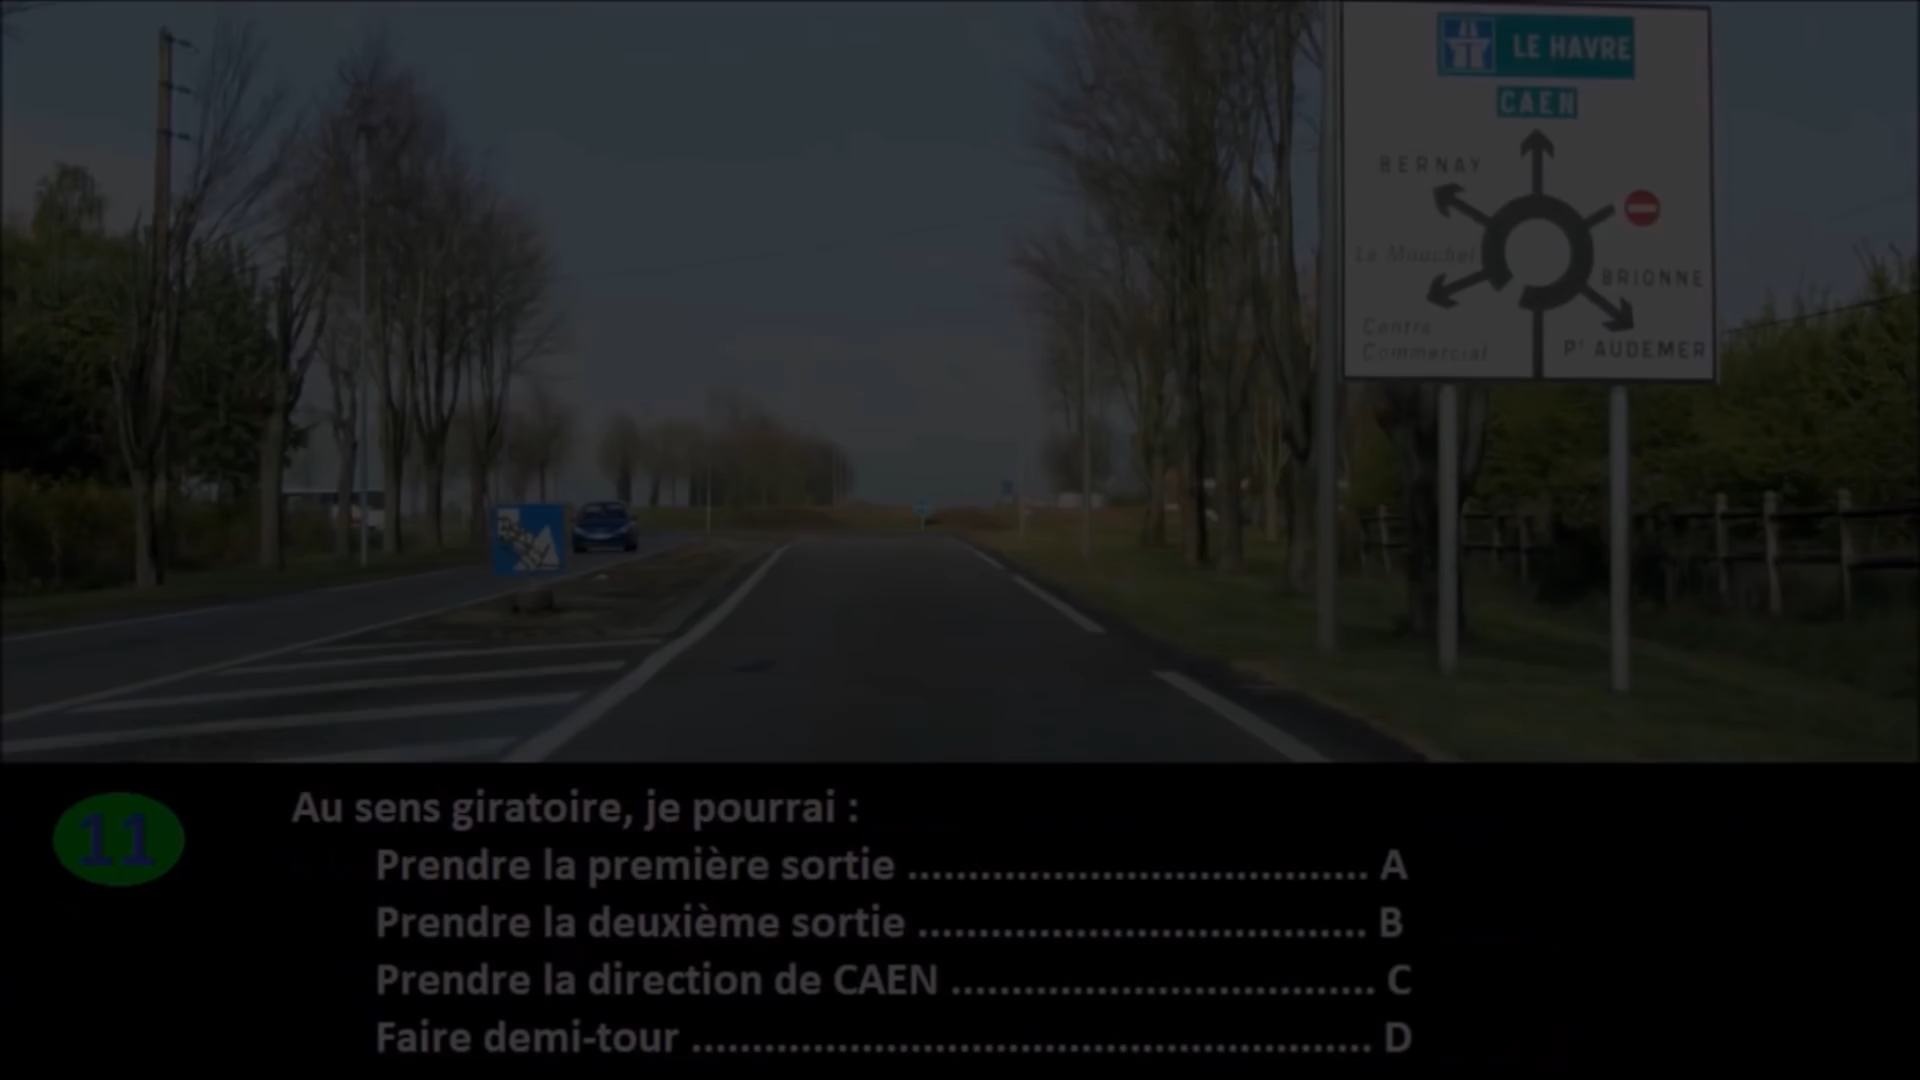 LE HAVRE
CAEN
BERNAY
Le Mouchel
BRIONNE
Centre
Commercial
Pt AUDEMER
11
Au sens giratoire, je pourrai :
Prendre la première sortie ...................................... A
Prendre la deuxième sortie ..................................... B
Prendre la direction de CAEN ................................... C
Faire demi-tour ........................................................ D